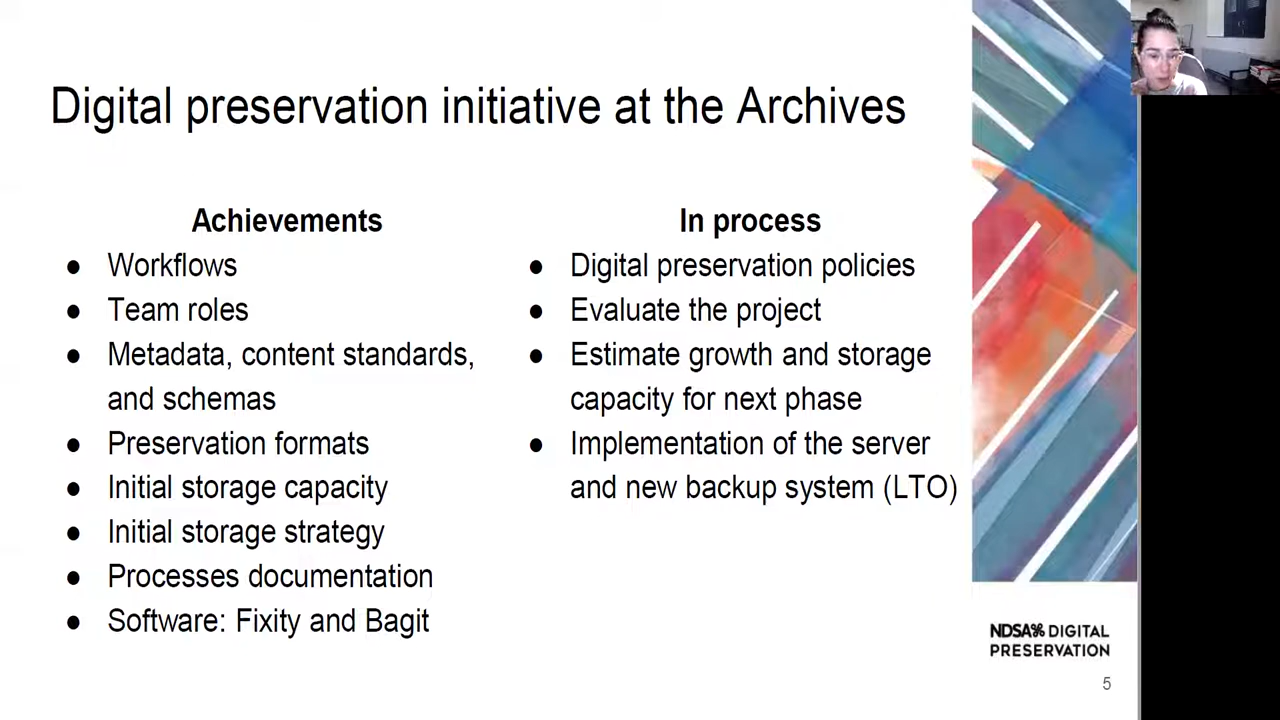 Digital preservation initiative at the Archives
Achievements
● Workflows
● Team roles
● Metadata, content standards,
and schemas
● Preservation formats
● Initial storage capacity
● Initial storage strategy
● Processes documentation
● Software: Fixity and Bagit
In process
● Digital preservation policies
● Evaluate the project
● Estimate growth and storage
capacity for next phase
● Implementation of the server
and new backup system (LTO)
NDSA DIGITAL
PRESERVATION
5